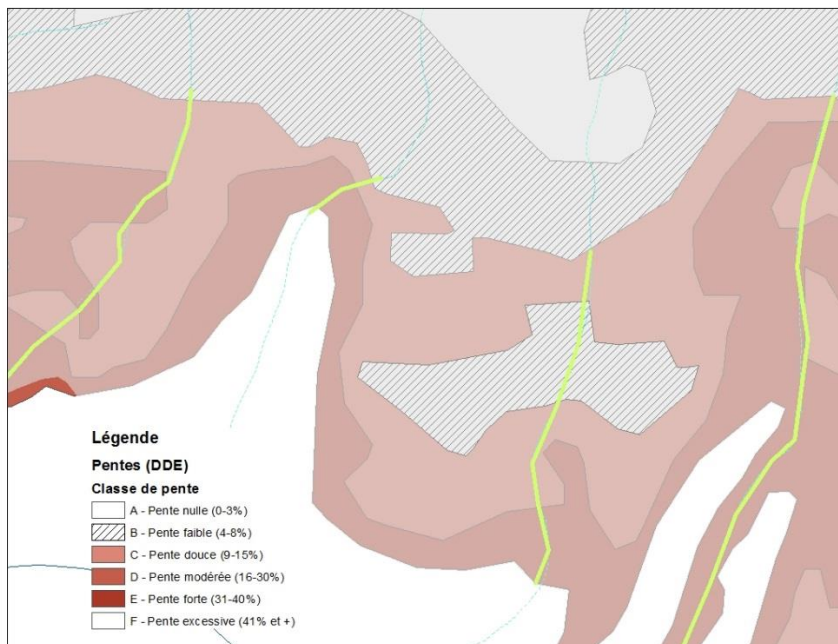 Légende
Pentes (DDE)
Classe de pente
A - Pente nulle (0-3%)
B - Pente faible (4-8%)
C - Pente douce (9-15%)
D - Pente modérée (16-30%)
E - Pente forte (31-40%)
F - Pente excessive (41% et +)